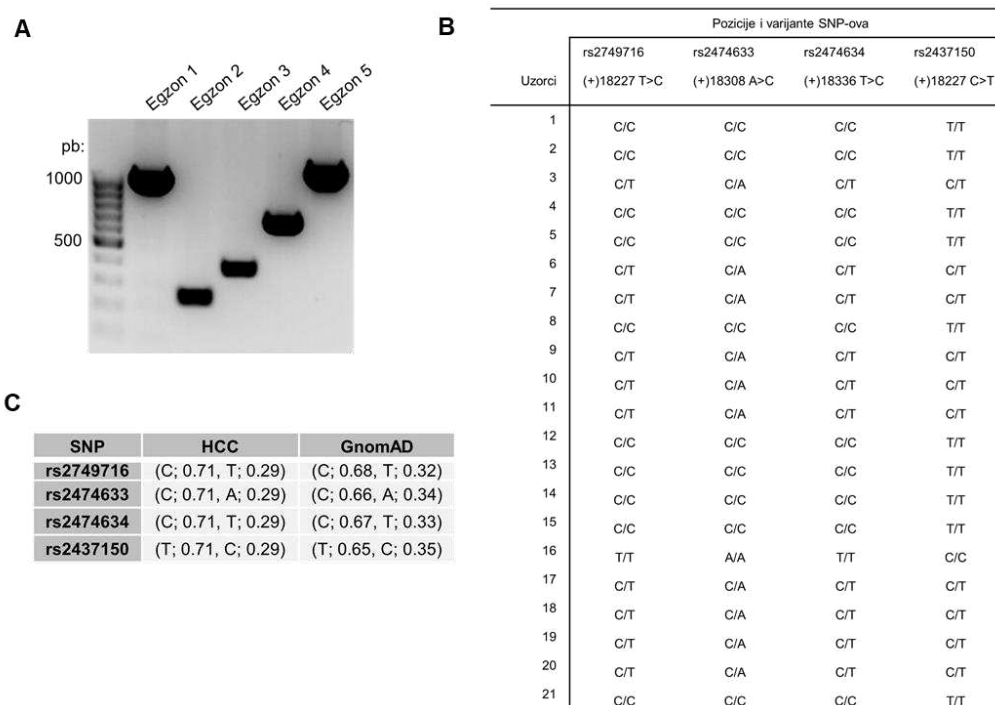 A
Egzon 1
Egzon 2
Egzon 3
Egzon 4
Egzon 5
pb:
1000
500
B
Pozicije i varijante SNP-ova
rs2749716 rs2474633 rs2474634 rs2437150
Uzorci (+)18227 T>C (+)18308 A>C (+)18336 T>C (+)18227 C>T
1 C/C C/C C/C T/T
2 C/C C/C C/C T/T
3 C/T C/A C/T C/T
4 C/C C/C C/C T/T
5 C/C C/C C/C T/T
6 C/T C/A C/T C/T
7 C/T C/A C/T C/T
8 C/C C/C C/C T/T
9 C/T C/A C/T C/T
10 C/T C/A C/T C/T
11 C/T C/A C/T C/T
12 C/C C/C C/C T/T
13 C/C C/C C/C T/T
14 C/C C/C C/C T/T
15 C/C C/C C/C T/T
16 T/T A/A T/T C/C
17 C/T C/A C/T C/T
18 C/T C/A C/T C/T
19 C/T C/A C/T C/T
20 C/T C/A C/T C/T
21 C/C C/C C/C T/T
C
SNP HCC GnomAD
rs2749716 (C; 0.71, T; 0.29) (C; 0.68, T; 0.32)
rs2474633 (C; 0.71, A; 0.29) (C; 0.66, A; 0.34)
rs2474634 (C; 0.71, T; 0.29) (C; 0.67, T; 0.33)
rs2437150 (T; 0.71, C; 0.29) (T; 0.65, C; 0.35)